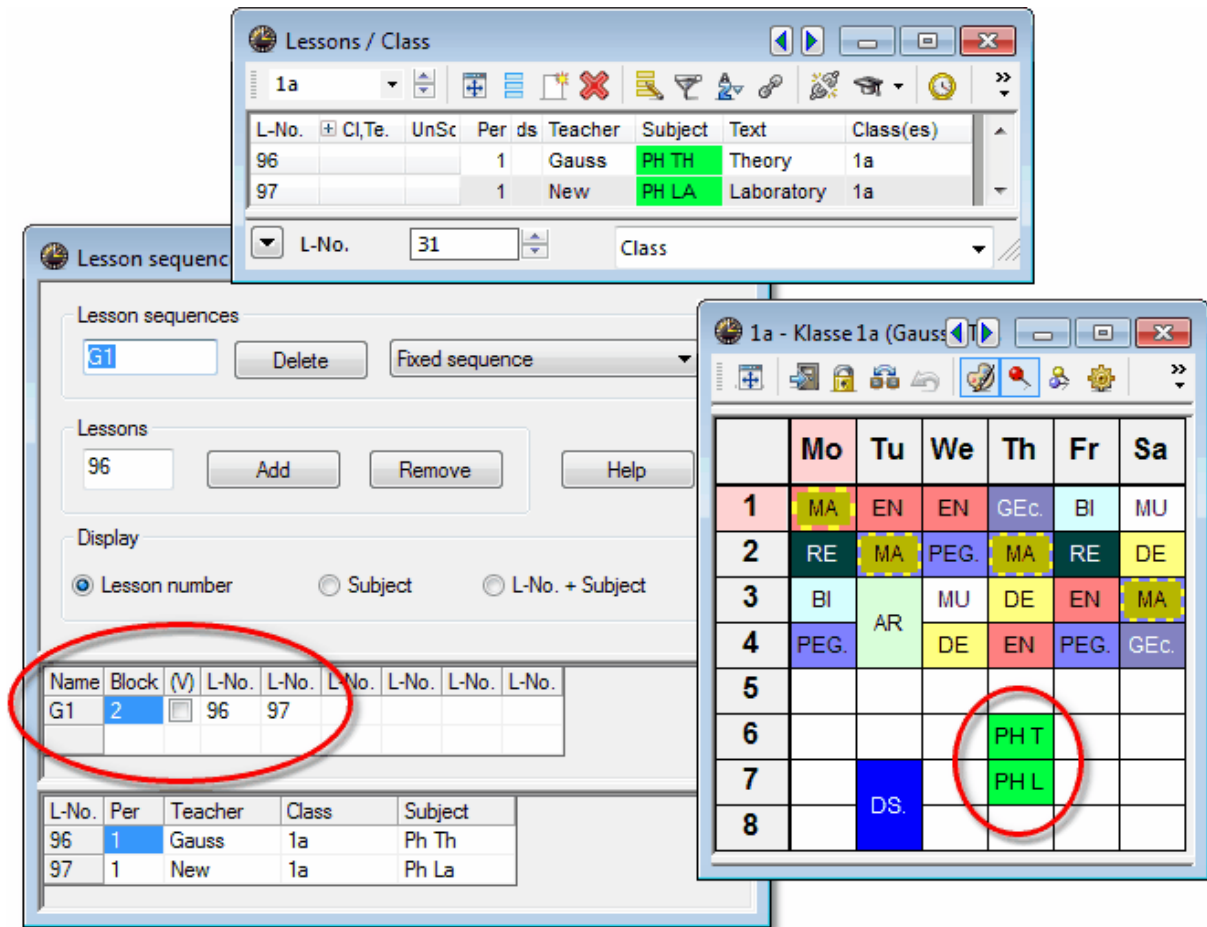 Lessons / Class
1a
L-No. Cl,Te. UnSc Per ds Teacher Subject Text Class(es)
96 1 Gauss PH TH Theory 1a
97 1 New PH LA Laboratory 1a
L-No. 31 Class
Lesson sequenc
Lesson sequences
G1 Delete Fixed sequence
Lessons
96 Add Remove Help
Display
Lesson number Subject L-No. + Subject
Name Block (V) L-No. L-No. L-No. L-No. L-No. L-No.
G1 2 96 97
L-No. Per Teacher Class Subject
96 1 Gauss 1a Ph Th
97 1 New 1a Ph La
1a - Klasse 1a (Gauss T
Mo Tu We Th Fr Sa
1 MA EN EN GEc. BI MU
2 RE MA PEG. MA RE DE
3 BI AR MU DE EN MA
4 PEG. DE EN PEG. GEc.
5
6 PH T
7 DS. PH L
8